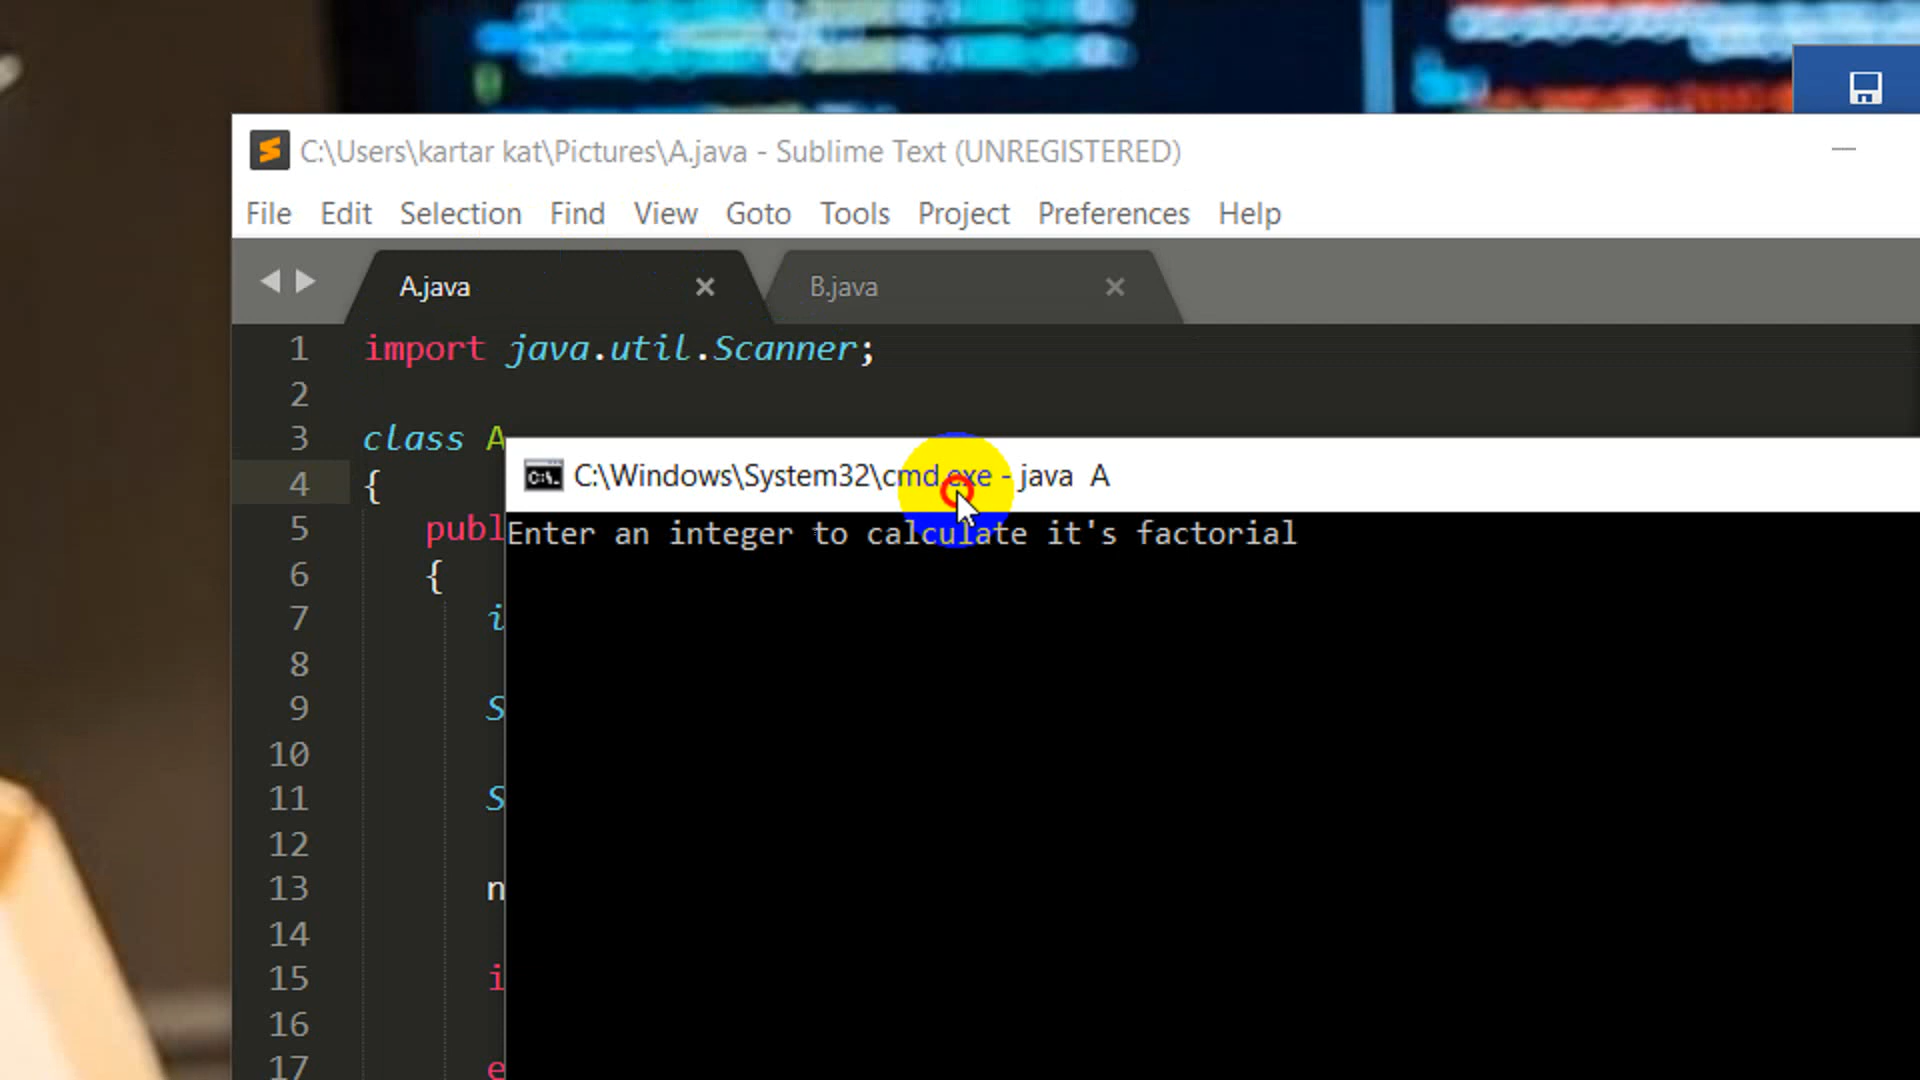 C:\Users\kartar kat\Pictures\A.java - Sublime Text (UNREGISTERED)
File Edit Selection Find View Goto Tools Project Preferences Help
A.java × B.java ×
1 import java.util.Scanner;
2
3 class A
4 {
C:\Windows\System32\cmd.exe - java A
5 publ
Enter an integer to calculate it's factorial
6 {
7 i
8
9 S
10
11 S
12
13 n
14
15 i
16
17 e